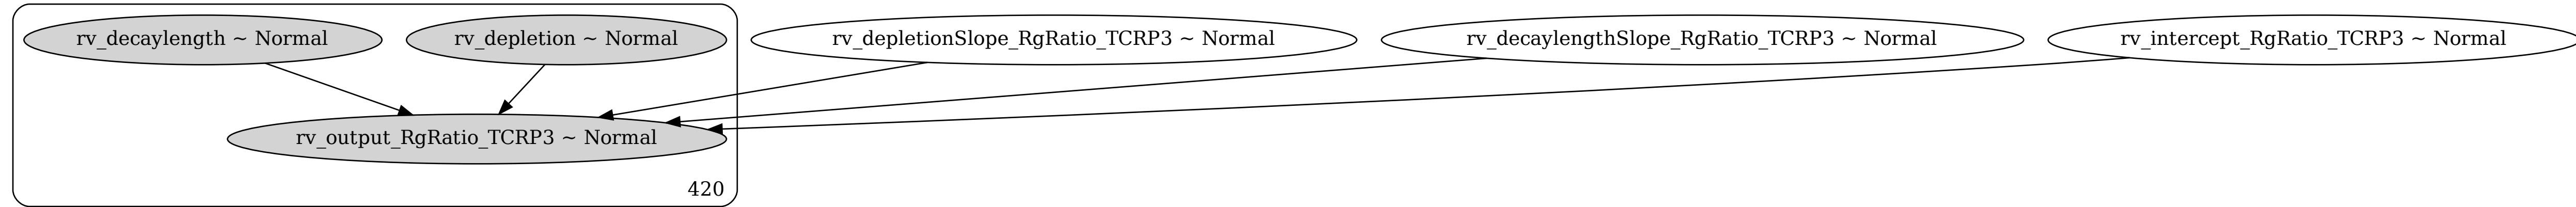 rv_decaylength ~ Normal
rv_depletion ~ Normal
rv_depletionSlope_RgRatio_TCRP3 ~ Normal
rv_decaylengthSlope_RgRatio_TCRP3 ~ Normal
rv_intercept_RgRatio_TCRP3 ~ Normal
rv_output_RgRatio_TCRP3 ~ Normal
420